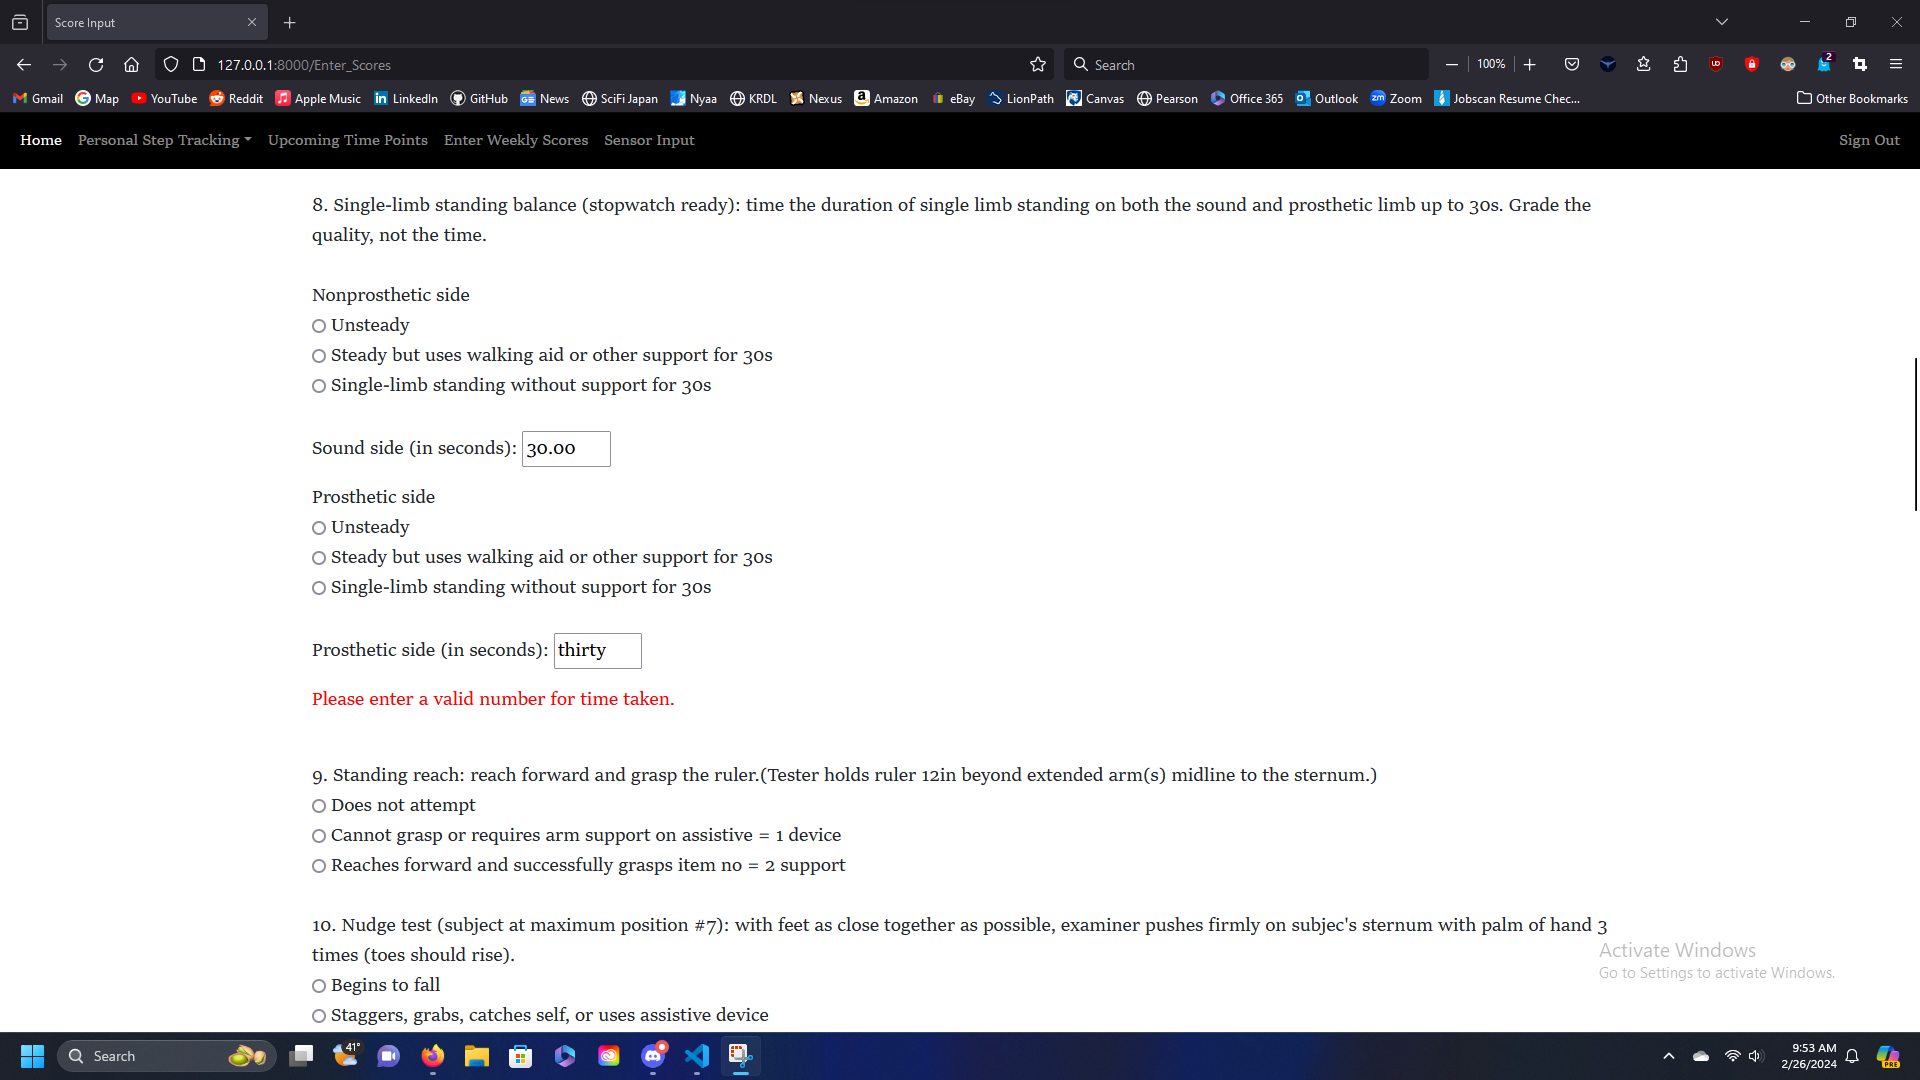 Score Input
127.0.0.1:8000/Enter_Scores
Search
100%
2
Gmail Map YouTube Reddit Apple Music LinkedIn GitHub News SciFi Japan Nyaa KRDL Nexus Amazon eBay LionPath Canvas Pearson Office 365 Outlook Zoom Jobscan Resume Chec... Other Bookmarks
Home Personal Step Tracking Upcoming Time Points Enter Weekly Scores Sensor Input Sign Out
8. Single-limb standing balance (stopwatch ready): time the duration of single limb standing on both the sound and prosthetic limb up to 30s. Grade the
quality, not the time.
Nonprosthetic side
Unsteady
Steady but uses walking aid or other support for 30s
Single-limb standing without support for 30s
Sound side (in seconds): 30.00
Prosthetic side
Unsteady
Steady but uses walking aid or other support for 30s
Single-limb standing without support for 30s
Prosthetic side (in seconds): thirty
Please enter a valid number for time taken.
9. Standing reach: reach forward and grasp the ruler.(Tester holds ruler 12in beyond extended arm(s) midline to the sternum.)
Does not attempt
Cannot grasp or requires arm support on assistive = 1 device
Reaches forward and successfully grasps item no = 2 support
10. Nudge test (subject at maximum position #7): with feet as close together as possible, examiner pushes firmly on subjec's sternum with palm of hand 3
times (toes should rise).
Begins to fall
Staggers, grabs, catches self, or uses assistive device
Activate Windows
Go to Settings to activate Windows.
Search
41°
9:53 AM
2/26/2024
PRE